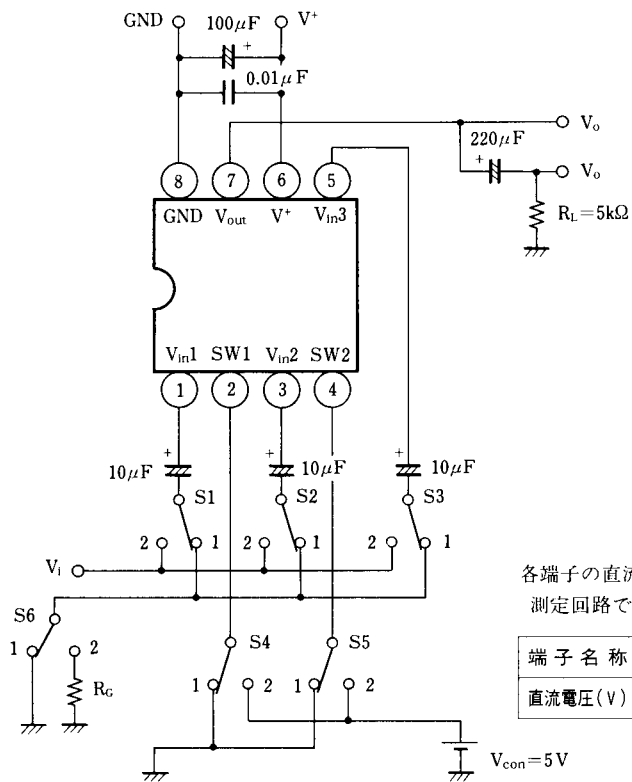 GND
V⁺
100μF
+
0.01μF
Vo
220μF
+
Vo
RL=5kΩ
8
7
6
5
GND
Vout
V⁺
Vin3
Vin1
SW1
Vin2
SW2
1
2
3
4
+
+
+
10μF
10μF
10μF
S1
S2
S3
2
1
2
1
2
1
Vi
各端子の直流
測定回路で
S6
1
2
RG
S4
S5
1
2
1
2
端子名称
直流電圧(V)
Vcon=5V